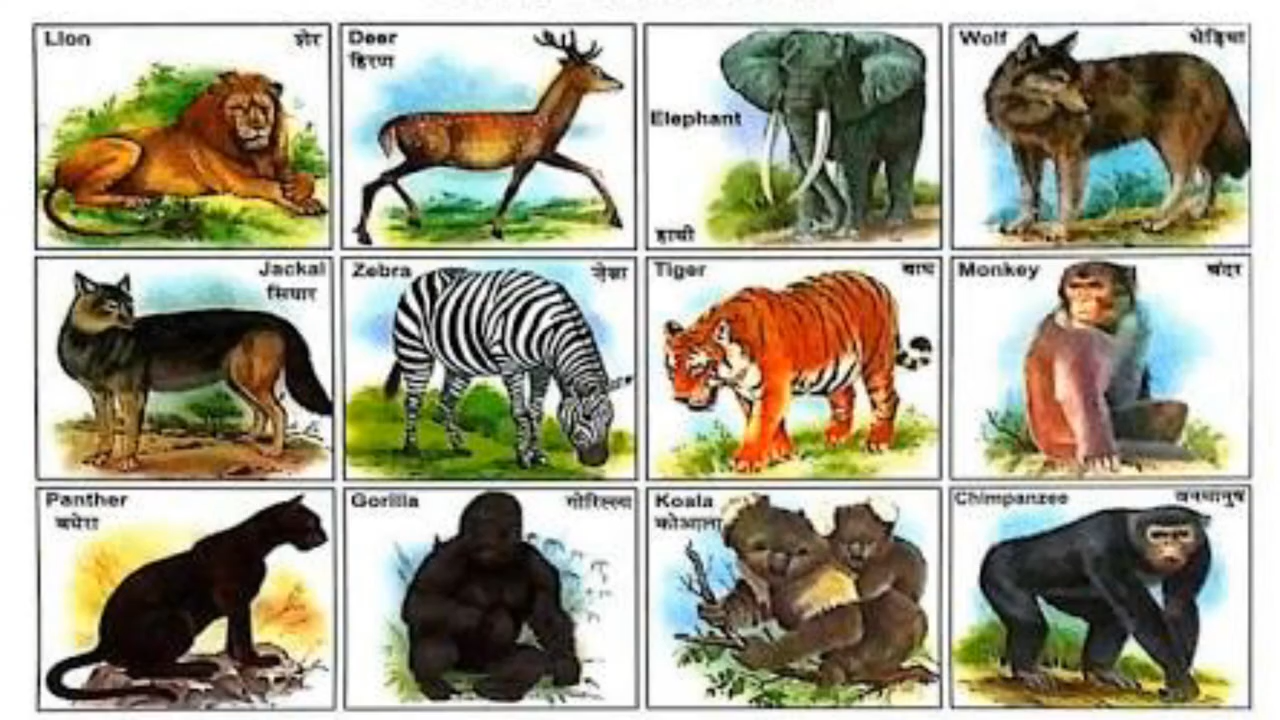 Lion शेर
Deer
हिरण
Elephant
हाथी
Wolf भेड़िया
Jackal
सियार
Zebra ज़ेब्रा
Tiger बाघ
Monkey बंदर
Panther
बघेरा
Gorilla गोरिल्ला
Koala
कोआला
Chimpanzee वनमानुष